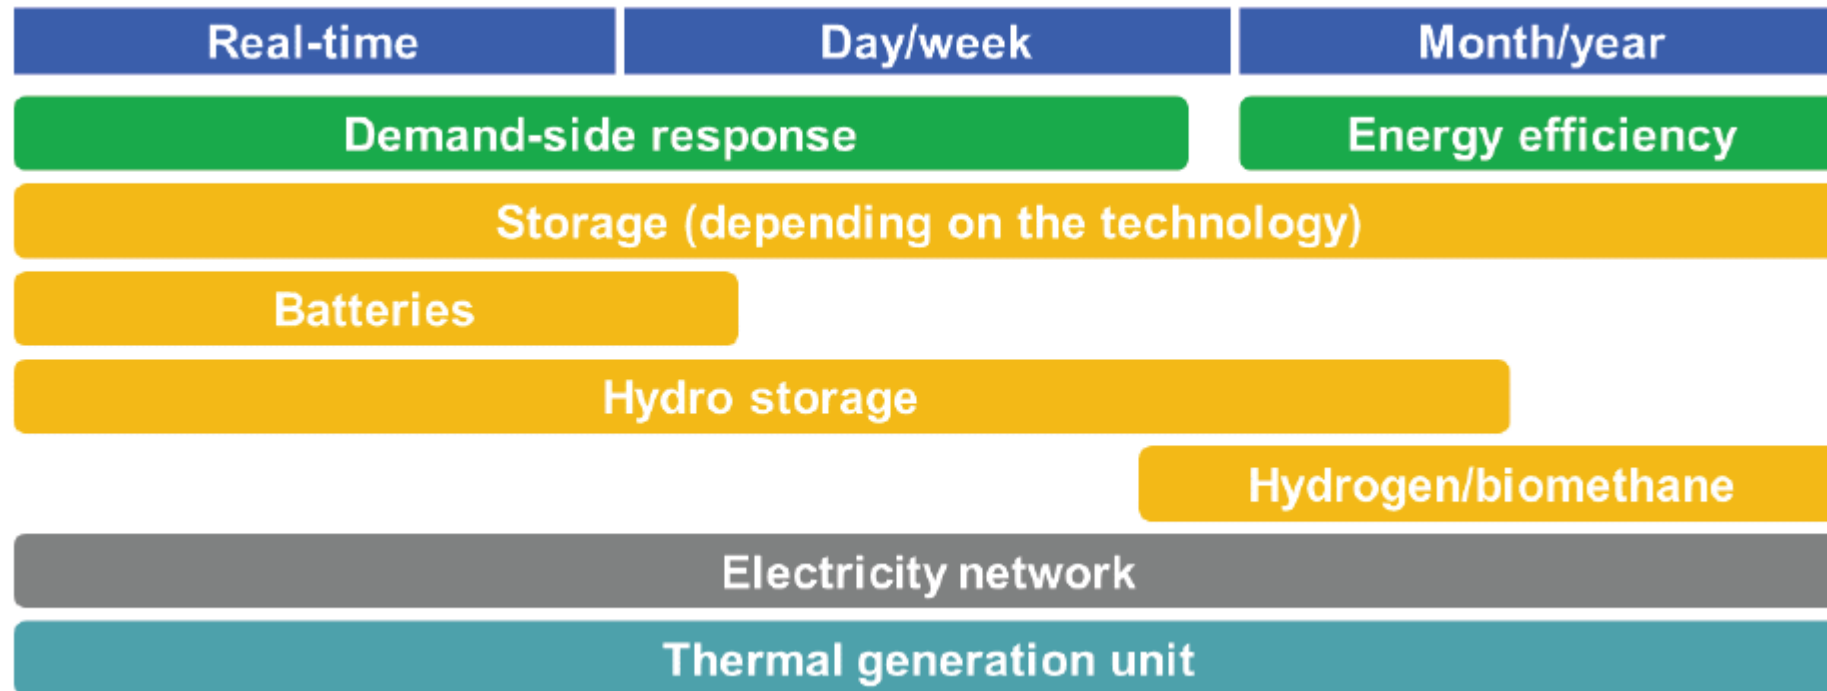 Real-time
Day/week
Month/year
Demand-side response
Energy efficiency
Storage (depending on the technology)
Batteries
Hydro storage
Hydrogen/biomethane
Electricity network
Thermal generation unit